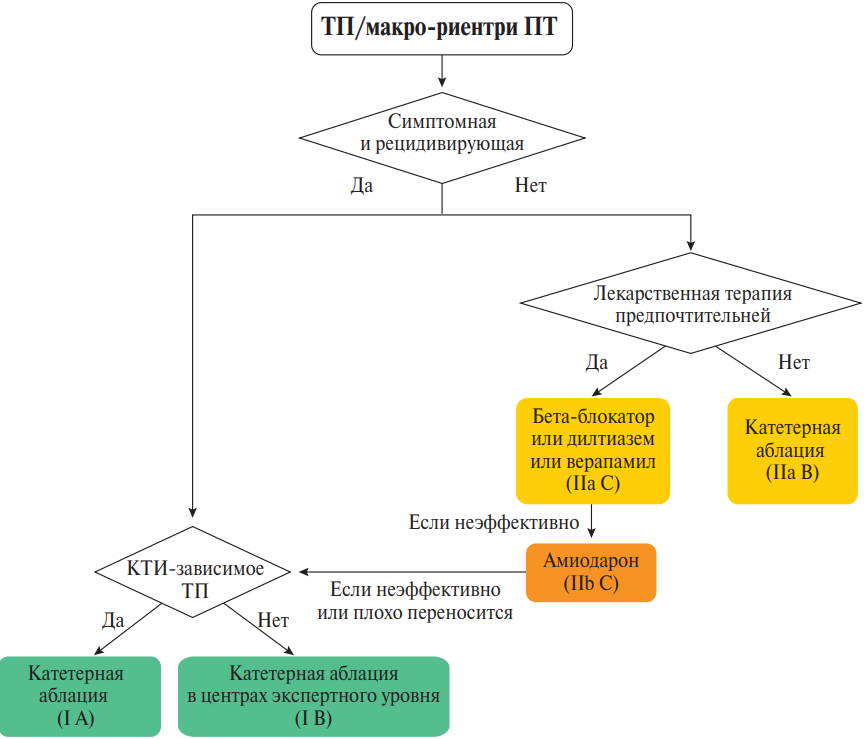 ТП/макро-риентри ПТ
Симптомная
и рецидивирующая
Да
Нет
Лекарственная терапия
предпочтительней
Да
Нет
Бета-блокатор
или дилтиазем
или верапамил
(IIa C)
Катетерная
аблация
(IIa B)
Если неэффективно
Амиодарон
(IIb C)
Если неэффективно
или плохо переносится
КТИ-зависимое
ТП
Да
Нет
Катетерная
аблация
(I A)
Катетерная аблация
в центрах экспертного уровня
(I B)